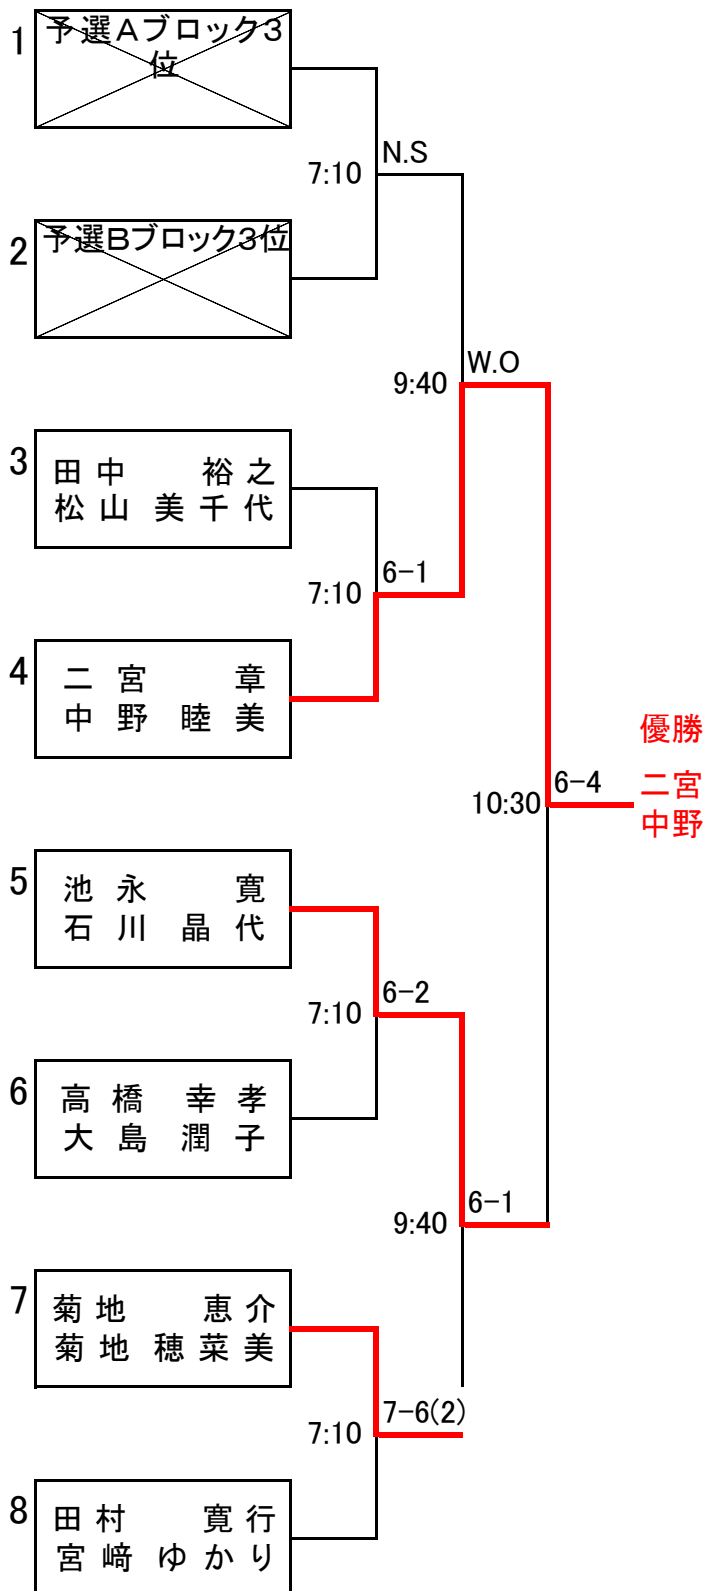 1
予選Aブロック3
位
N.S
7:10
2
予選Bブロック3位
W.O
9:40
3
田中 裕之
松山 美千代
6-1
7:10
4
二宮 章
中野 睦美
優勝
6-4
10:30
二宮
中野
5
池永 寛
石川 晶代
6-2
7:10
6
高橋 幸孝
大島 潤子
6-1
9:40
7
菊地 恵介
菊地 穂菜美
7-6(2)
7:10
8
田村 寛行
宮﨑 ゆかり